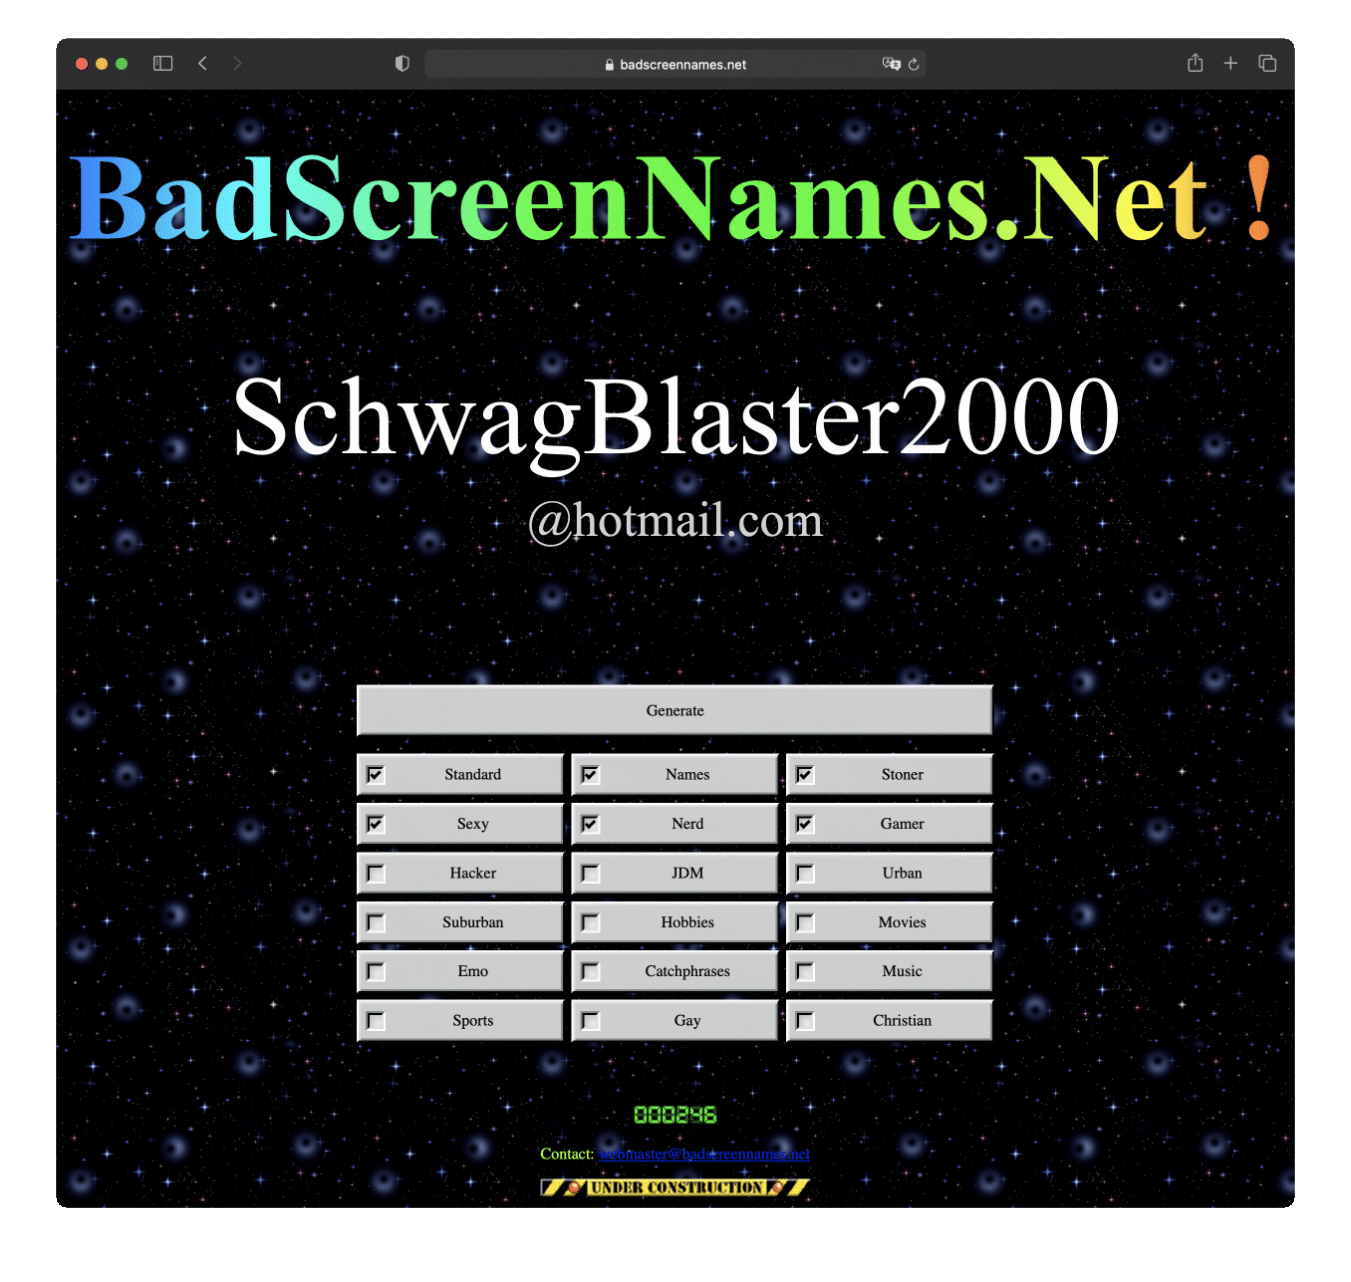 badscreennames.net
BadScreenNames.Net !
SchwagBlaster2000
@hotmail.com
Generate
Standard
Names
Stoner
Sexy
Nerd
Gamer
Hacker
JDM
Urban
Suburban
Hobbies
Movies
Emo
Catchphrases
Music
Sports
Gay
Christian
000246
Contact: webmaster@badscreennames.net
UNDER CONSTRUCTION